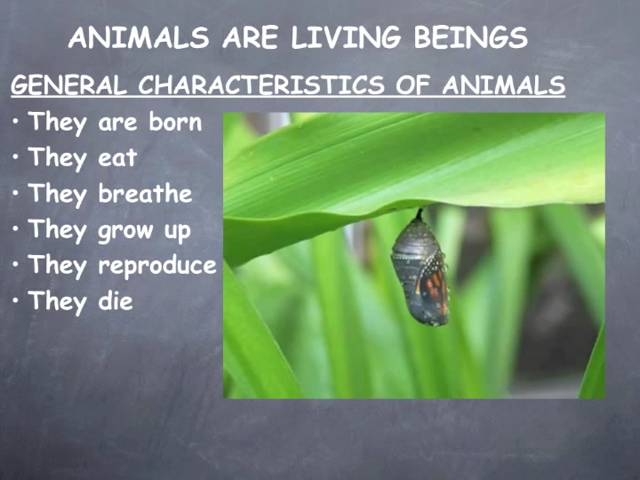 ANIMALS ARE LIVING BEINGS
GENERAL CHARACTERISTICS OF ANIMALS
• They are born
• They eat
• They breathe
• They grow up
• They reproduce
• They die